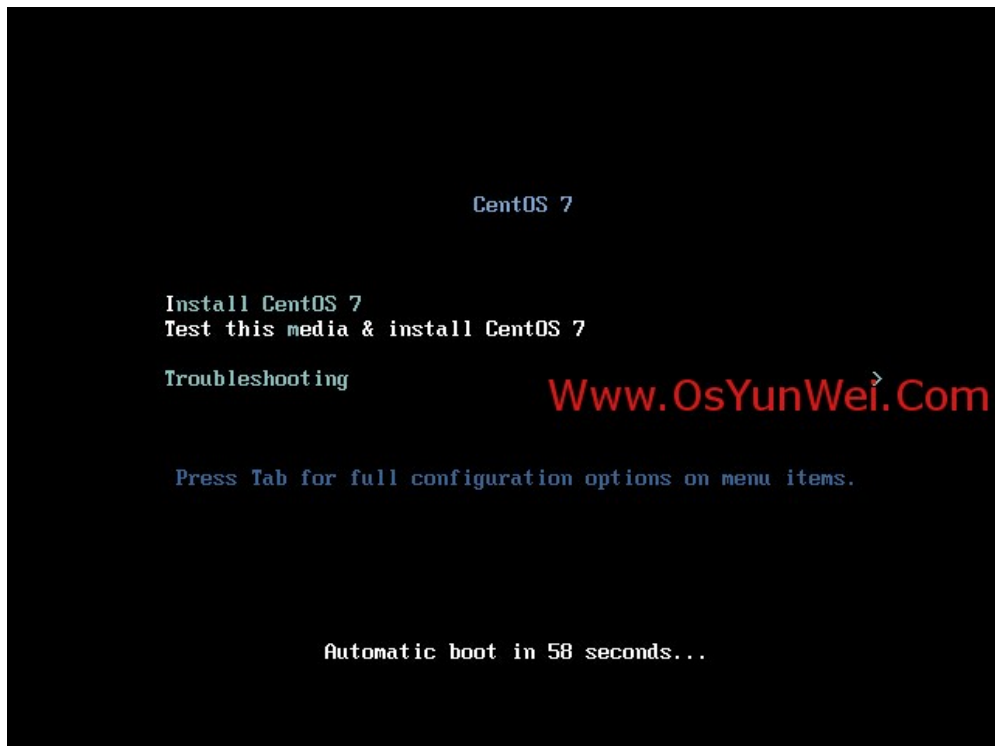 CentOS 7
Install CentOS 7
Test this media & install CentOS 7
Troubleshooting >
Www.OsYunWei.Com
Press Tab for full configuration options on menu items.
Automatic boot in 58 seconds...